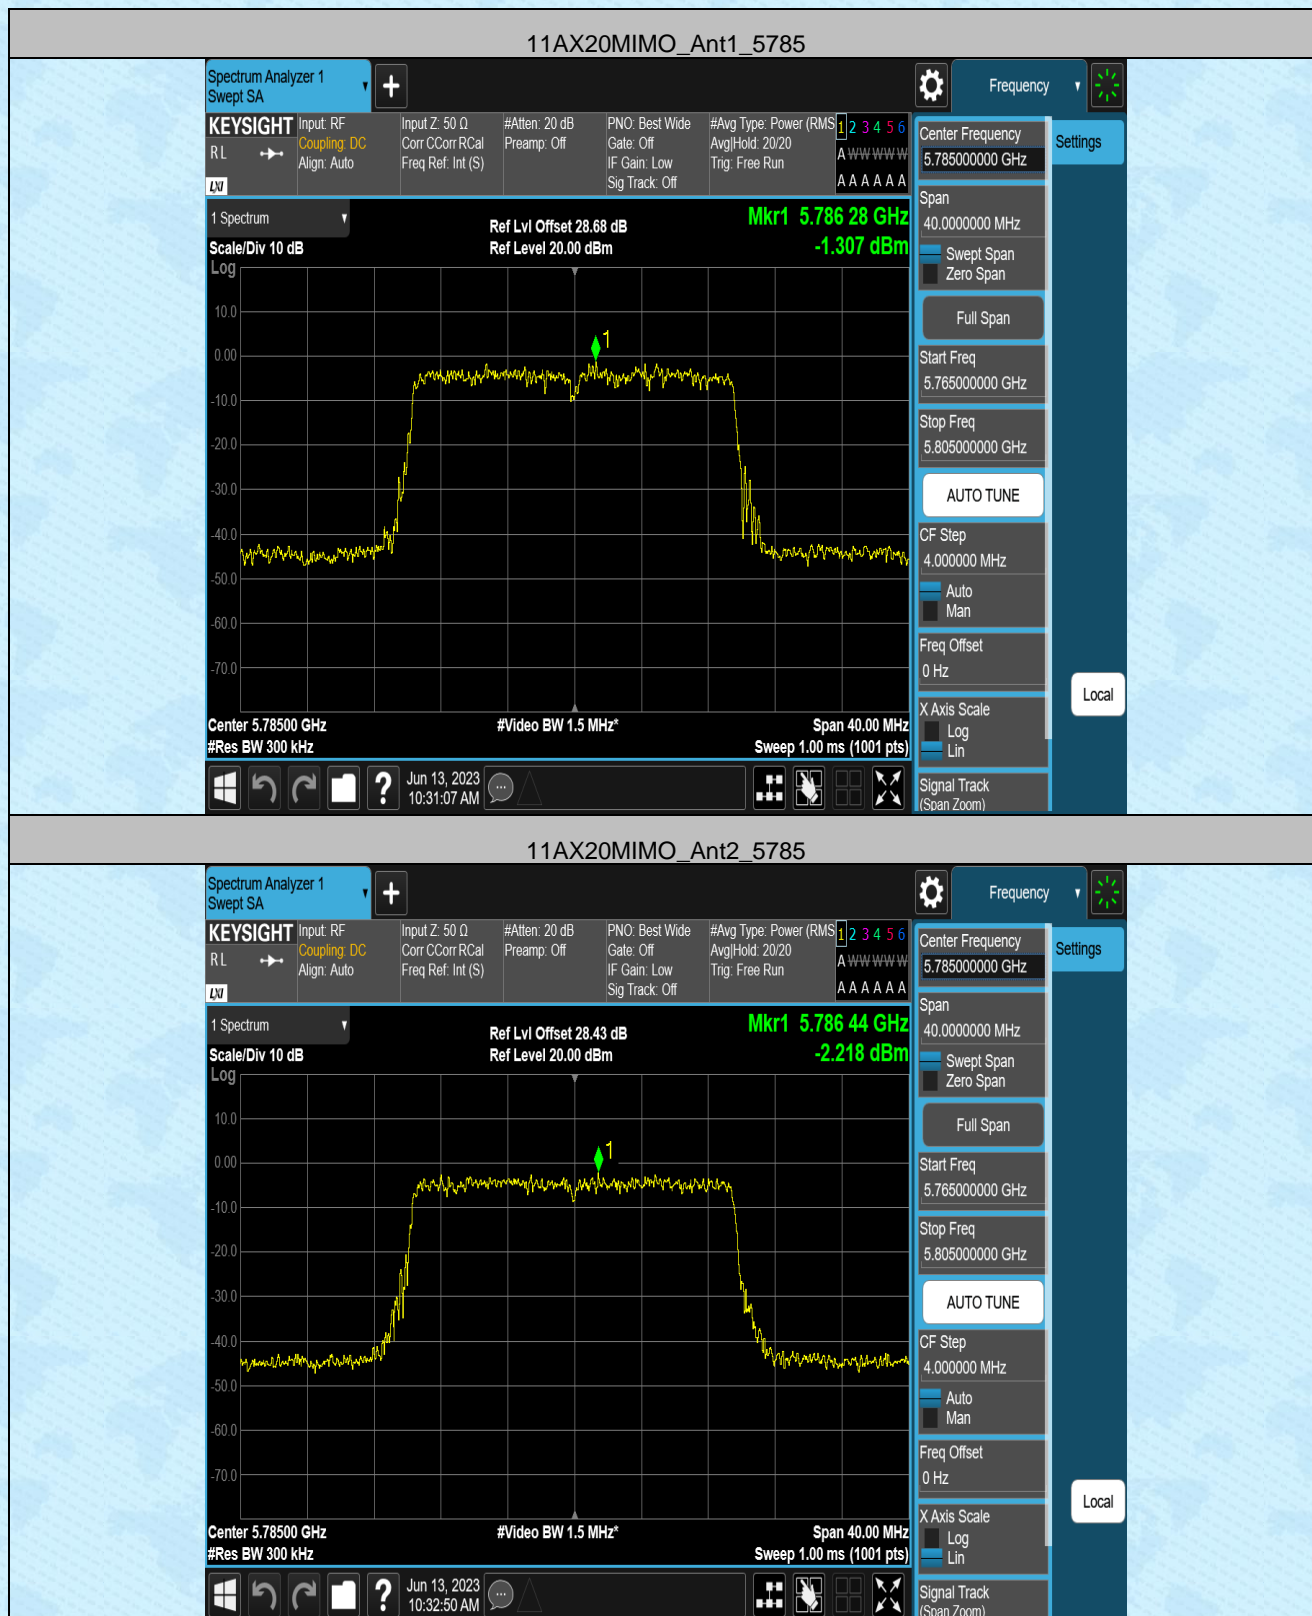 11AX20MIMO_Ant1_5785
Spectrum Analyzer 1
Swept SA
Frequency
KEYSIGHT
R L
LXI
Input: RF
Coupling: DC
Align: Auto
Input Z: 50 Ω
Corr CCorr RCal
Freq Ref: Int (S)
#Atten: 20 dB
Preamp: Off
PNO: Best Wide
Gate: Off
IF Gain: Low
Sig Track: Off
#Avg Type: Power (RMS
Avg|Hold: 20/20
Trig: Free Run
1 2 3 4 5 6
A W W W W W
A A A A A A
Center Frequency
5.785000000 GHz
Settings
Span
40.0000000 MHz
Swept Span
Zero Span
Full Span
Start Freq
5.765000000 GHz
Stop Freq
5.805000000 GHz
AUTO TUNE
CF Step
4.000000 MHz
Auto
Man
Freq Offset
0 Hz
X Axis Scale
Log
Lin
Signal Track
(Span Zoom)
Local
1 Spectrum
Scale/Div 10 dB
Log
Ref Lvl Offset 28.68 dB
Ref Level 20.00 dBm
Mkr1 5.786 28 GHz
-1.307 dBm
1
10.0
0.00
-10.0
-20.0
-30.0
-40.0
-50.0
-60.0
-70.0
Center 5.78500 GHz
#Res BW 300 kHz
#Video BW 1.5 MHz*
Span 40.00 MHz
Sweep 1.00 ms (1001 pts)
?
Jun 13, 2023
10:31:07 AM
11AX20MIMO_Ant2_5785
Spectrum Analyzer 1
Swept SA
Frequency
KEYSIGHT
R L
LXI
Input: RF
Coupling: DC
Align: Auto
Input Z: 50 Ω
Corr CCorr RCal
Freq Ref: Int (S)
#Atten: 20 dB
Preamp: Off
PNO: Best Wide
Gate: Off
IF Gain: Low
Sig Track: Off
#Avg Type: Power (RMS
Avg|Hold: 20/20
Trig: Free Run
1 2 3 4 5 6
A W W W W W
A A A A A A
Center Frequency
5.785000000 GHz
Settings
Span
40.0000000 MHz
Swept Span
Zero Span
Full Span
Start Freq
5.765000000 GHz
Stop Freq
5.805000000 GHz
AUTO TUNE
CF Step
4.000000 MHz
Auto
Man
Freq Offset
0 Hz
X Axis Scale
Log
Lin
Signal Track
(Span Zoom)
Local
1 Spectrum
Scale/Div 10 dB
Log
Ref Lvl Offset 28.43 dB
Ref Level 20.00 dBm
Mkr1 5.786 44 GHz
-2.218 dBm
1
10.0
0.00
-10.0
-20.0
-30.0
-40.0
-50.0
-60.0
-70.0
Center 5.78500 GHz
#Res BW 300 kHz
#Video BW 1.5 MHz*
Span 40.00 MHz
Sweep 1.00 ms (1001 pts)
?
Jun 13, 2023
10:32:50 AM